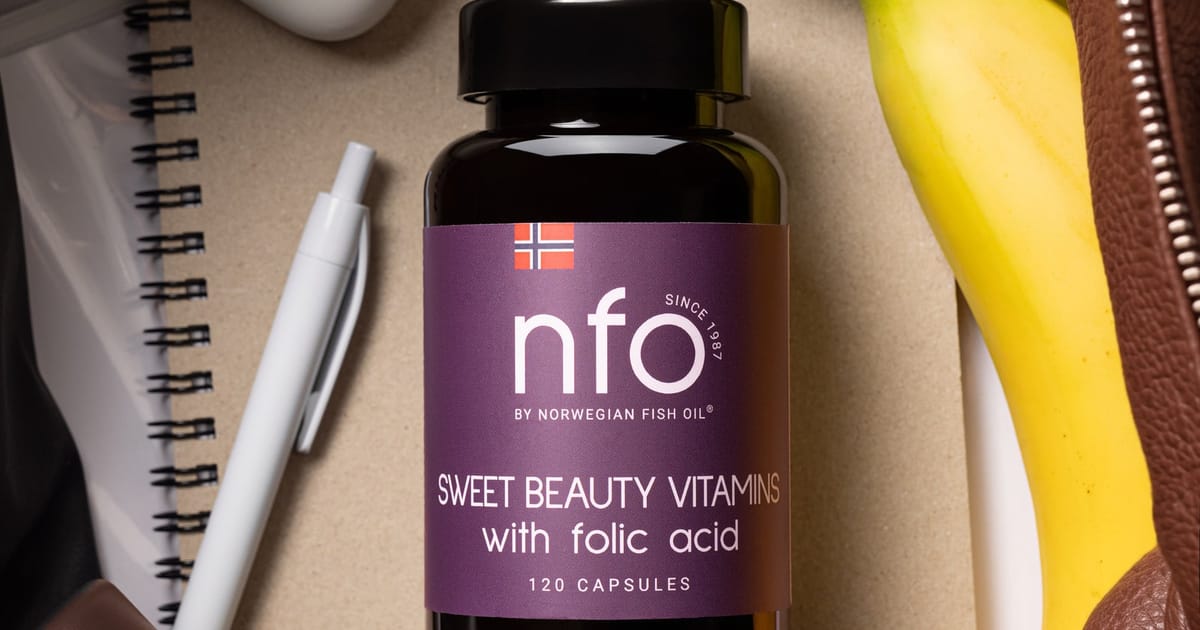 nfo
SINCE 1987
BY NORWEGIAN FISH OIL®
SWEET BEAUTY VITAMINS
with folic acid
120 CAPSULES